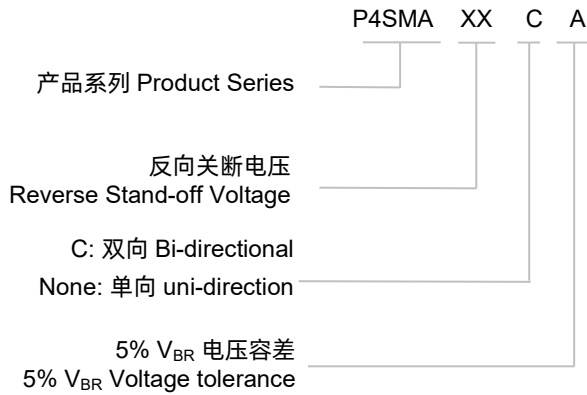 P4SMA XX C A
产品系列 Product Series
反向关断电压
Reverse Stand-off Voltage
C: 双向 Bi-directional
None: 单向 uni-direction
5% VBR 电压容差
5% VBR Voltage tolerance